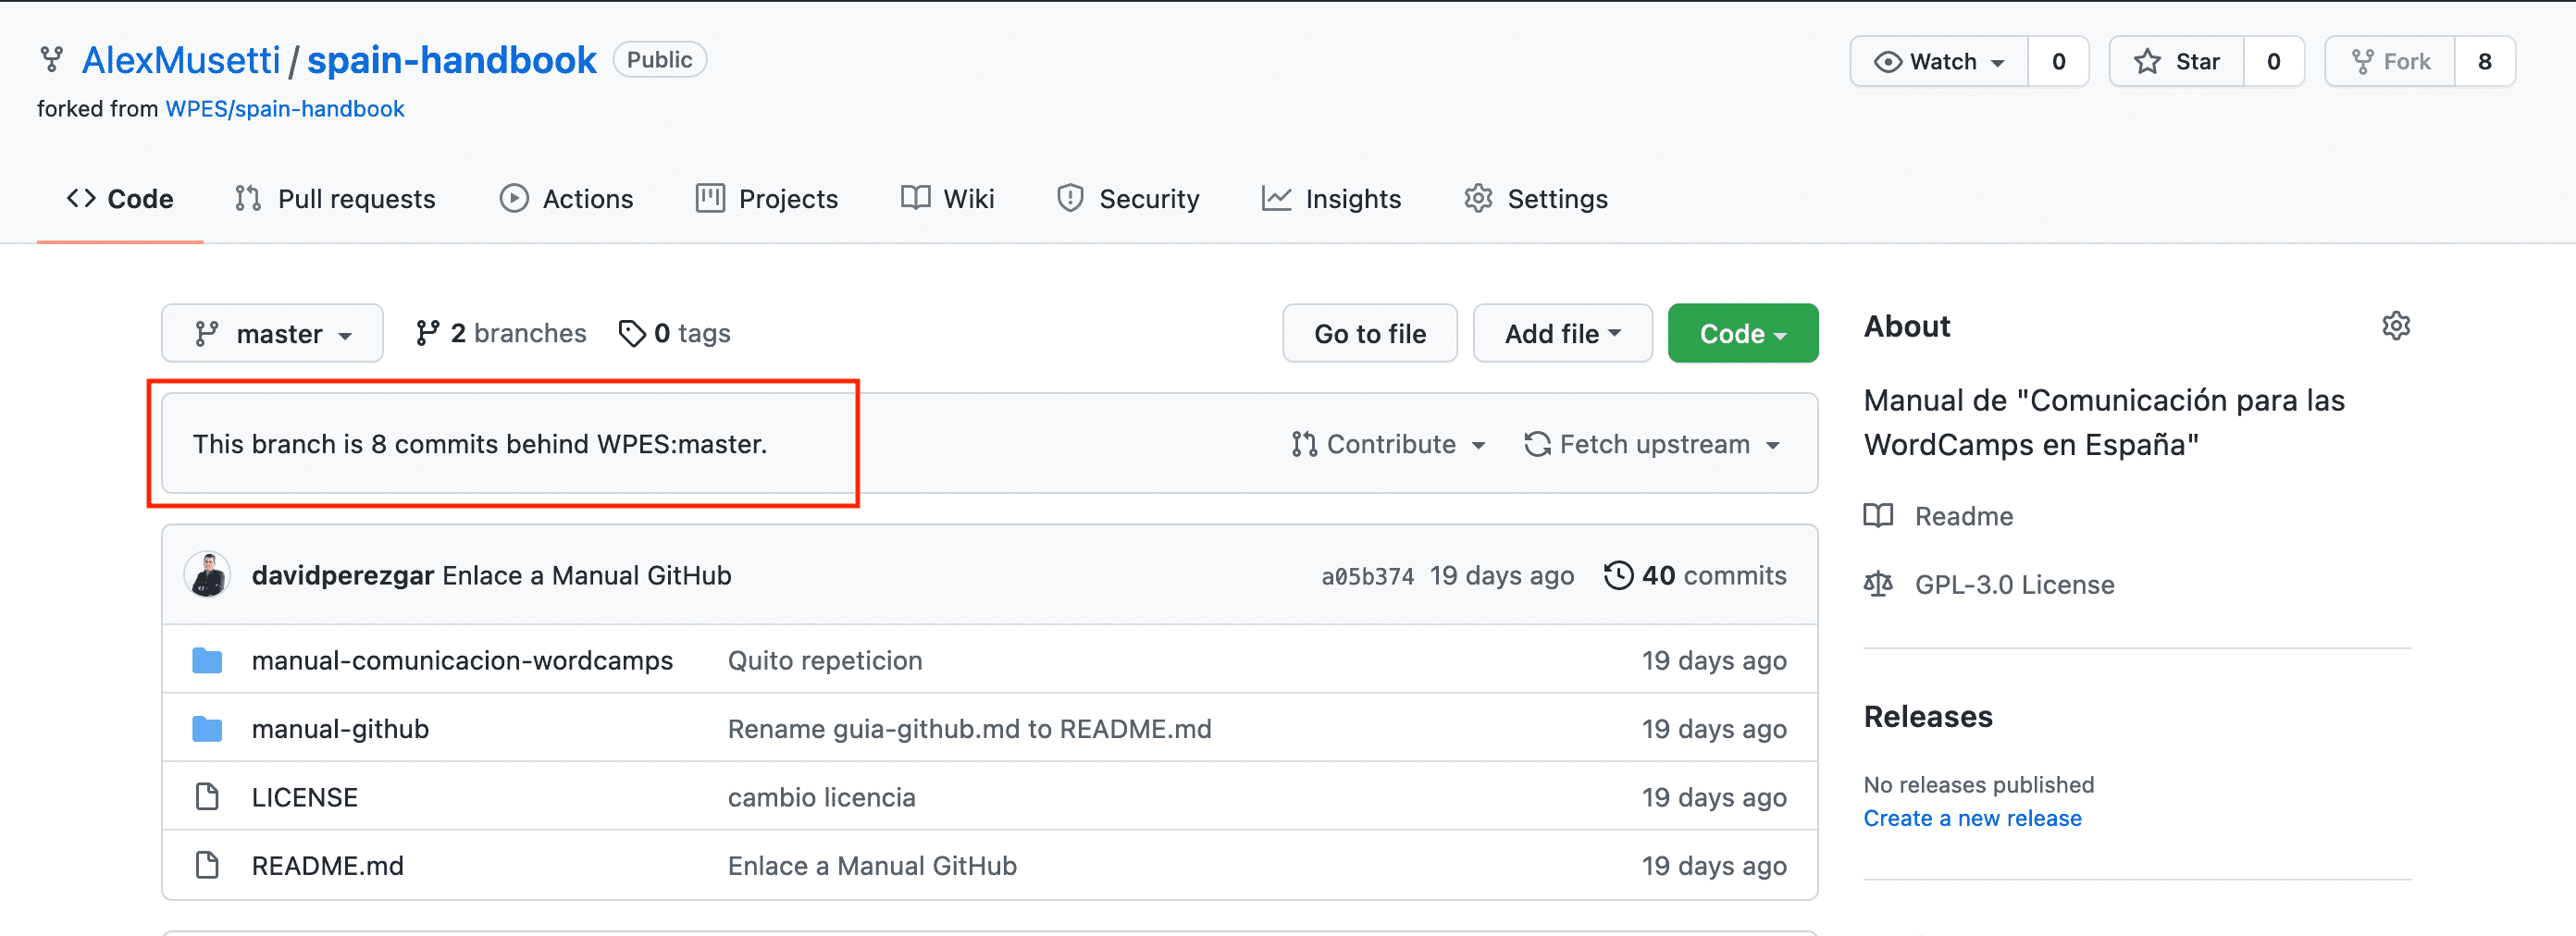 AlexMusetti / spain-handbook Public
Watch 0 Star 0 Fork 8
forked from WPES/spain-handbook
<> Code Pull requests Actions Projects Wiki Security Insights Settings
master 2 branches 0 tags Go to file Add file Code
This branch is 8 commits behind WPES:master. Contribute Fetch upstream
davidperezgar Enlace a Manual GitHub a05b374 19 days ago 40 commits
manual-comunicacion-wordcamps Quito repeticion 19 days ago
manual-github Rename guia-github.md to README.md 19 days ago
LICENSE cambio licencia 19 days ago
README.md Enlace a Manual GitHub 19 days ago
About
Manual de "Comunicación para las
WordCamps en España"
Readme
GPL-3.0 License
Releases
No releases published
Create a new release